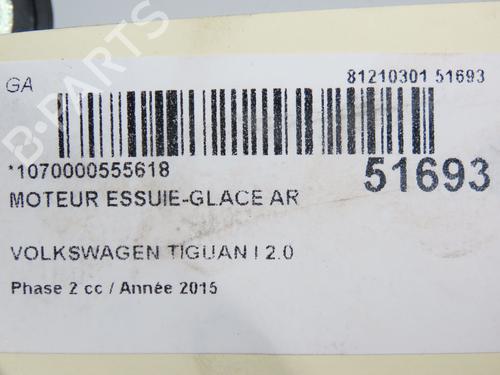 GA
81210301 51693
*1070000555618
51693
MOTEUR ESSUIE-GLACE AR
VOLKSWAGEN TIGUAN I 2.0
Phase 2 cc / Année 2015
B-PARTS